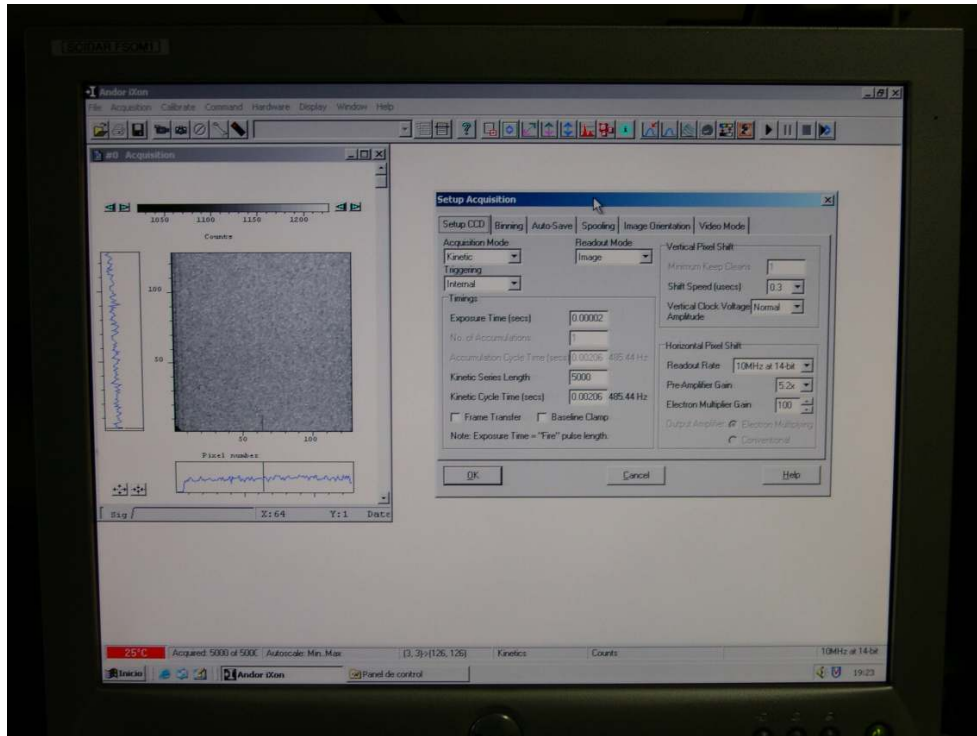 [SCIDAR FSOM1]
Andor iXon
File Acquisition Calibrate Command Hardware Display Window Help
#0 Acquisition
1050 1100 1150 1200
Counts
100
50
50 100
Pixel number
Sig X:64 Y:1 Date
Setup Acquisition
Setup CCD Binning Auto-Save Spooling Image Orientation Video Mode
Acquisition Mode Readout Mode
Kinetic Image
Triggering
Internal
Timings
Exposure Time (secs) 0.00002
No. of Accumulations 1
Accumulation Cycle Time (secs) 0.00206 485.44 Hz
Kinetic Series Length 5000
Kinetic Cycle Time (secs) 0.00206 485.44 Hz
Frame Transfer Baseline Clamp
Note: Exposure Time = "Fire" pulse length.
Vertical Pixel Shift
Minimum Keep Cleans 1
Shift Speed (usecs) 0.3
Vertical Clock Voltage Normal
Amplitude
Horizontal Pixel Shift
Readout Rate 10MHz at 14-bit
Pre-Amplifier Gain 5.2x
Electron Multiplier Gain 100
Output Amplifier Electron Multiplying
Conventional
OK Cancel Help
25°C Acquired: 5000 of 5000 Autoscale: Min..Max (3, 3)->(126, 126) Kinetics Counts 10MHz at 14-bit
Inicio Andor iXon Panel de control 19:23